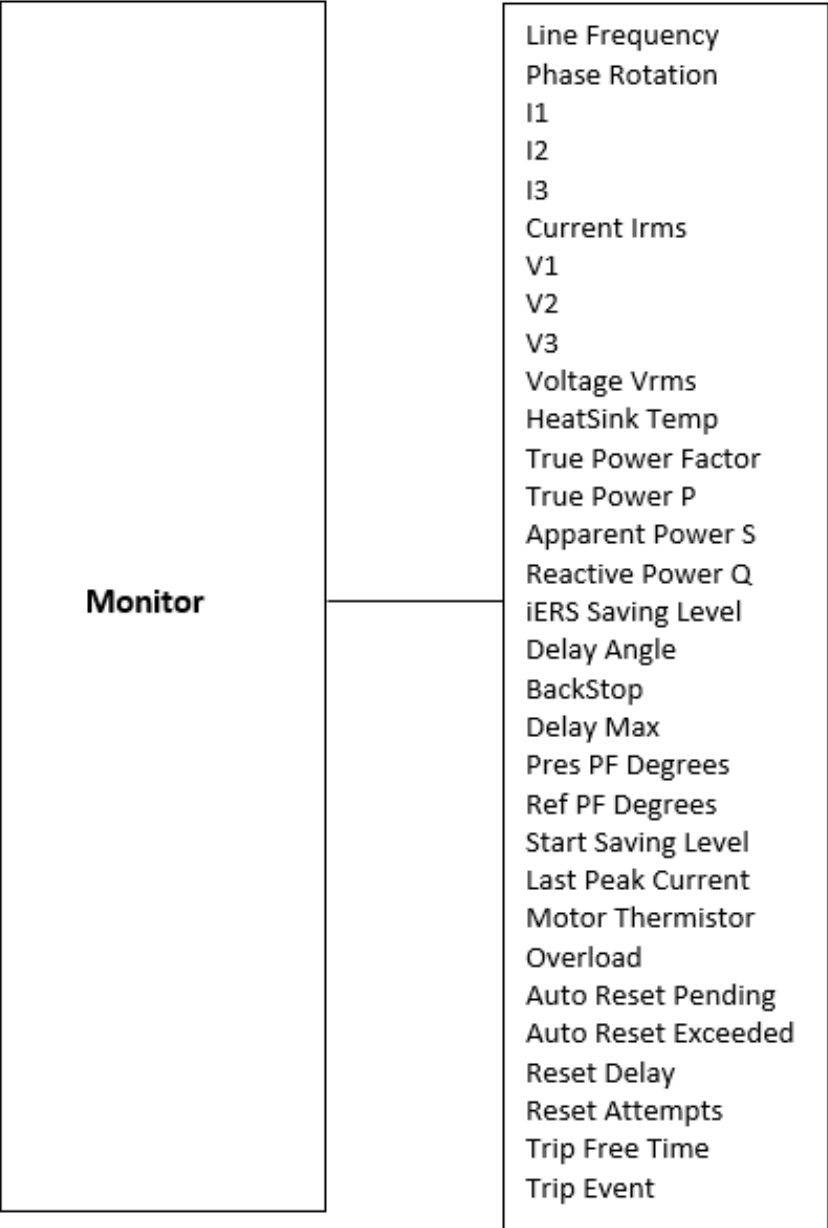 Monitor
Line Frequency
Phase Rotation
I1
I2
I3
Current Irms
V1
V2
V3
Voltage Vrms
HeatSink Temp
True Power Factor
True Power P
Apparent Power S
Reactive Power Q
iERS Saving Level
Delay Angle
BackStop
Delay Max
Pres PF Degrees
Ref PF Degrees
Start Saving Level
Last Peak Current
Motor Thermistor
Overload
Auto Reset Pending
Auto Reset Exceeded
Reset Delay
Reset Attempts
Trip Free Time
Trip Event